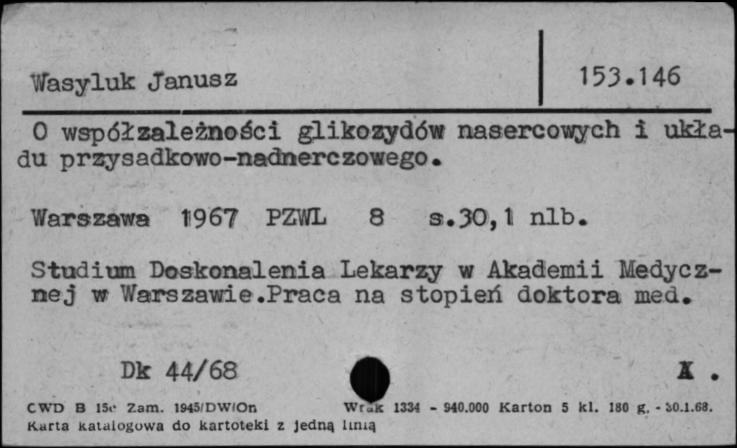 Wasyluk Janusz 153.146
O współzależności glikozydów nasercowych i ukła-
du przysadkowo-nadnerczowego.
Warszawa 1967 PZWL 8 s.30,1 nlb.
Studium Doskonalenia Lekarzy w Akademii Medycz-
nej w Warszawie.Praca na stopień doktora med.
Dk 44/68 A .
CWD B 15c Zam. 1945/DW/On W 1334 - 940.000 Karton 5 kl. 180 g. - 30.1.68.
Karta katalogowa do kartoteki z jedną linią